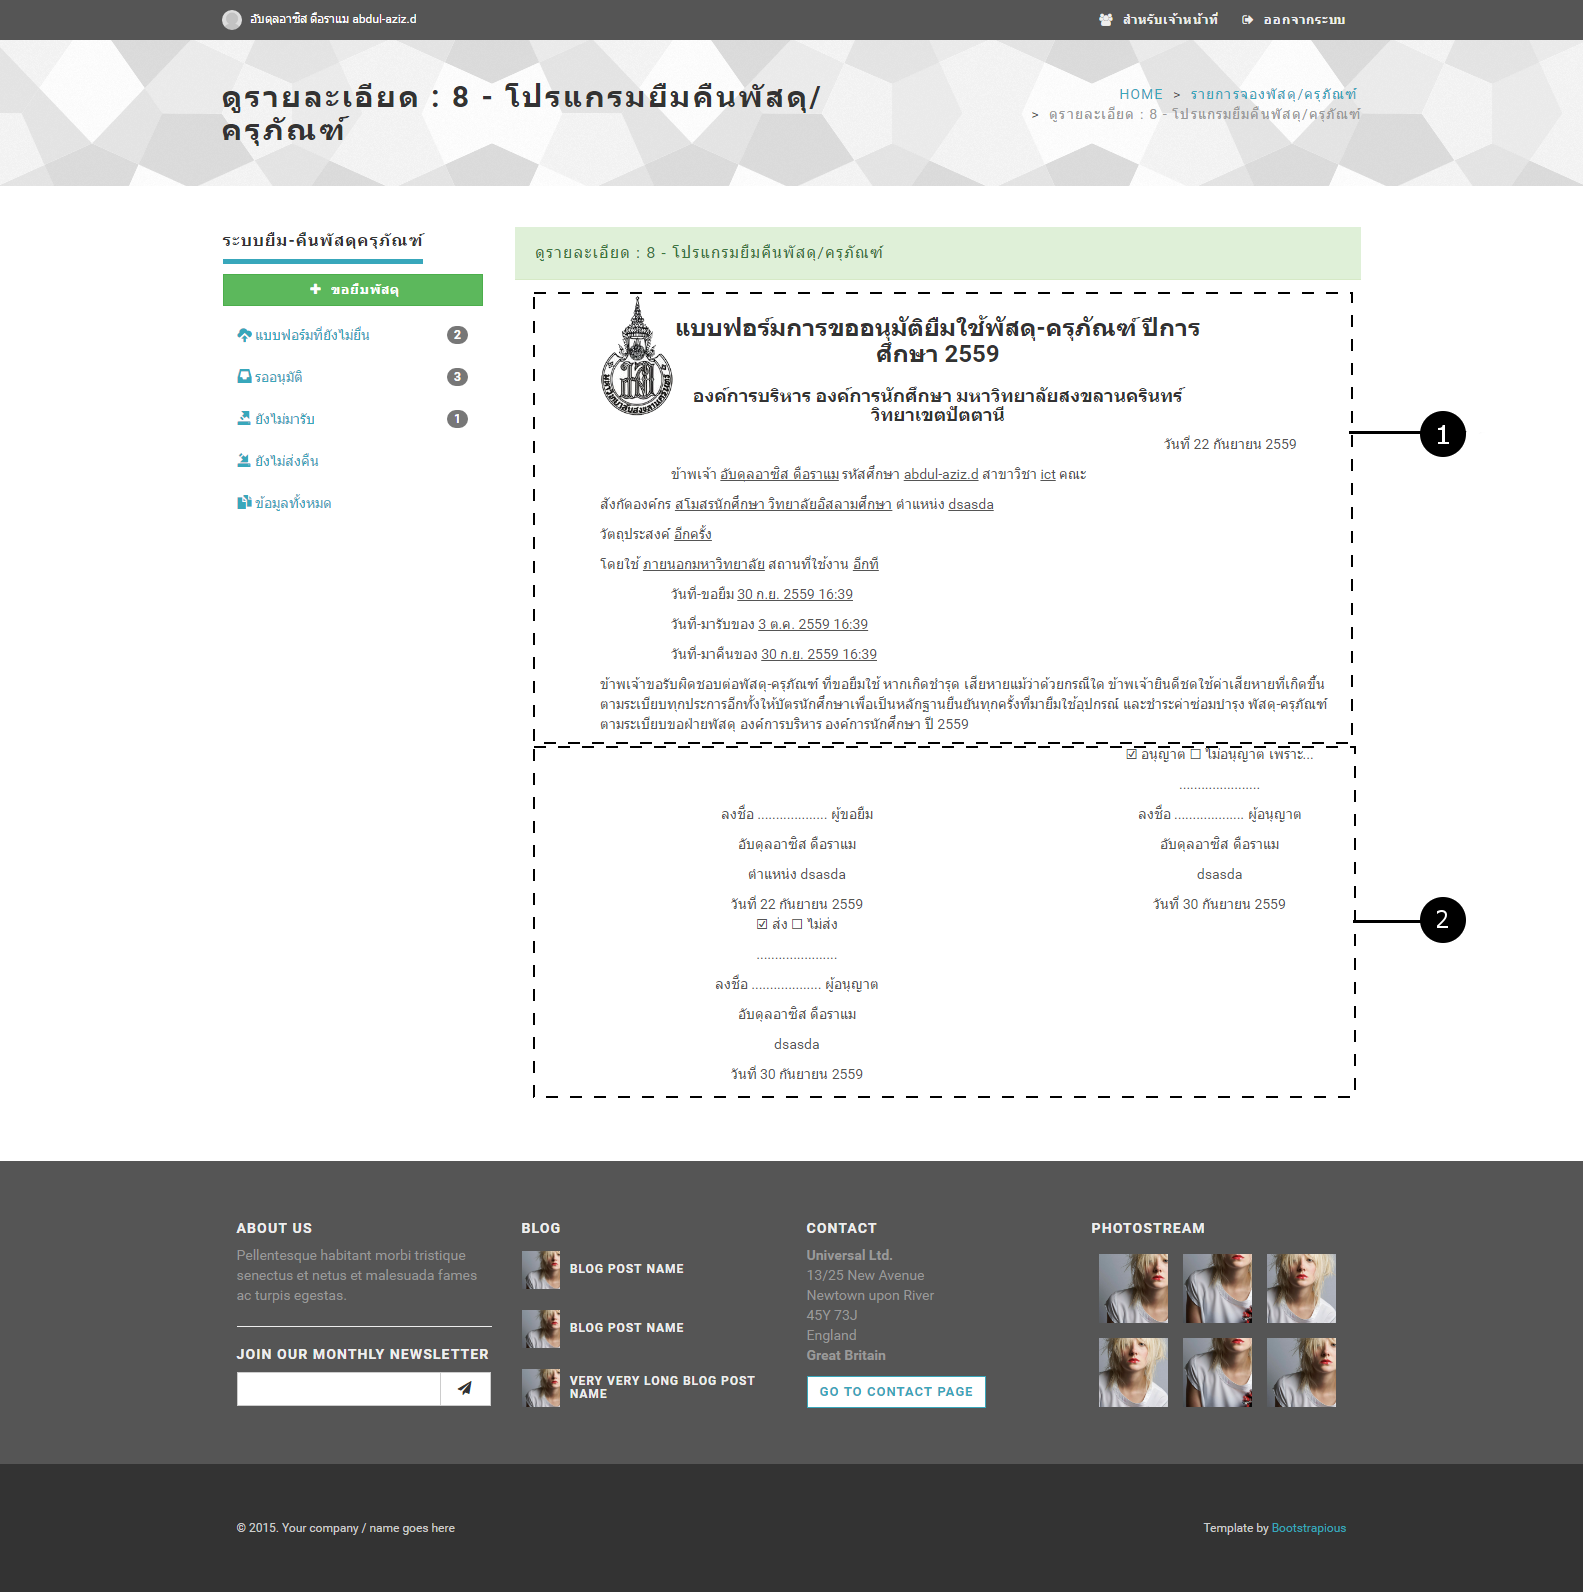 อับดุลอาซิส ดือราแม abdul-aziz.d
สำหรับเจ้าหน้าที่
ออกจากระบบ
ดูรายละเอียด : 8 - โปรแกรมยืมคืนพัสดุ/
ครุภัณฑ์
HOME > รายการจองพัสดุ/ครุภัณฑ์
> ดูรายละเอียด : 8 - โปรแกรมยืมคืนพัสดุ/ครุภัณฑ์
ระบบยืม-คืนพัสดุครุภัณฑ์
ขอยืมพัสดุ
แบบฟอร์มที่ยังไม่ยื่น 2
รออนุมัติ 3
ยังไม่มารับ 1
ยังไม่ส่งคืน
ข้อมูลทั้งหมด
ดูรายละเอียด : 8 - โปรแกรมยืมคืนพัสดุ/ครุภัณฑ์
แบบฟอร์มการขออนุมัติยืมใช้พัสดุ-ครุภัณฑ์ ปีการ
ศึกษา 2559
องค์การบริหาร องค์การนักศึกษา มหาวิทยาลัยสงขลานครินทร์
วิทยาเขตปัตตานี
วันที่ 22 กันยายน 2559
ข้าพเจ้า อับดุลอาซิส ดือราแม รหัสศึกษา abdul-aziz.d สาขาวิชา ict คณะ
สังกัดองค์กร สโมสรนักศึกษา วิทยาลัยอิสลามศึกษา ตำแหน่ง dsasda
วัตถุประสงค์ อีกครั้ง
โดยใช้ ภายนอกมหาวิทยาลัย สถานที่ใช้งาน อีกที
วันที่-ขอยืม 30 ก.ย. 2559 16:39
วันที่-มารับของ 3 ต.ค. 2559 16:39
วันที่-มาคืนของ 30 ก.ย. 2559 16:39
ข้าพเจ้าขอรับผิดชอบต่อพัสดุ-ครุภัณฑ์ ที่ขอยืมใช้ หากเกิดชำรุด เสียหายแม้ว่าด้วยกรณีใด ข้าพเจ้ายินดีชดใช้ค่าเสียหายที่เกิดขึ้น
ตามระเบียบทุกประการอีกทั้งให้บัตรนักศึกษาเพื่อเป็นหลักฐานยืนยันทุกครั้งที่มายืมใช้อุปกรณ์ และชำระค่าซ่อมบำรุง พัสดุ-ครุภัณฑ์
ตามระเบียบขอฝ่ายพัสดุ องค์การบริหาร องค์การนักศึกษา ปี 2559
1
☑ อนุญาต ☐ ไม่อนุญาต เพราะ...
......................
ลงชื่อ ................... ผู้ขอยืม
ลงชื่อ ................... ผู้อนุญาต
อับดุลอาซิส ดือราแม
อับดุลอาซิส ดือราแม
ตำแหน่ง dsasda
dsasda
วันที่ 22 กันยายน 2559
วันที่ 30 กันยายน 2559
☑ ส่ง ☐ ไม่ส่ง
......................
ลงชื่อ ................... ผู้อนุญาต
อับดุลอาซิส ดือราแม
dsasda
วันที่ 30 กันยายน 2559
2
ABOUT US
Pellentesque habitant morbi tristique
senectus et netus et malesuada fames
ac turpis egestas.
JOIN OUR MONTHLY NEWSLETTER
BLOG
BLOG POST NAME
BLOG POST NAME
VERY VERY LONG BLOG POST
NAME
CONTACT
Universal Ltd.
13/25 New Avenue
Newtown upon River
45Y 73J
England
Great Britain
GO TO CONTACT PAGE
PHOTOSTREAM
© 2015. Your company / name goes here
Template by Bootstrapious